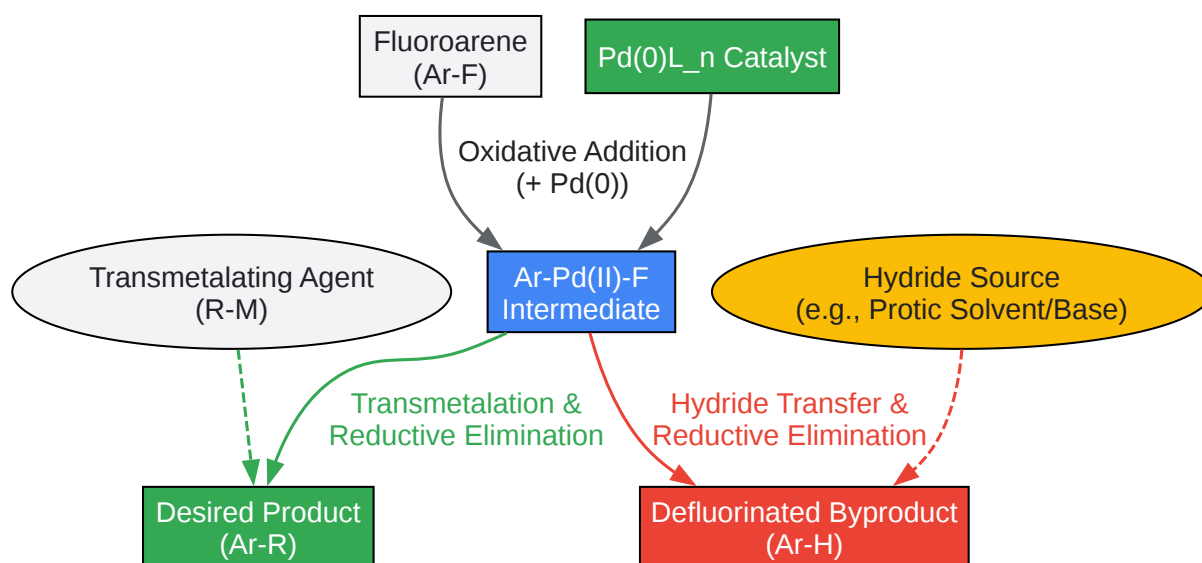 Fluoroarene
(Ar-F)
Pd(0)L_n Catalyst
Oxidative Addition
(+ Pd(0))
Transmetalating Agent
(R-M)
Ar-Pd(II)-F
Intermediate
Hydride Source
(e.g., Protic Solvent/Base)
Transmetalation &
Reductive Elimination
Hydride Transfer &
Reductive Elimination
Desired Product
(Ar-R)
Defluorinated Byproduct
(Ar-H)